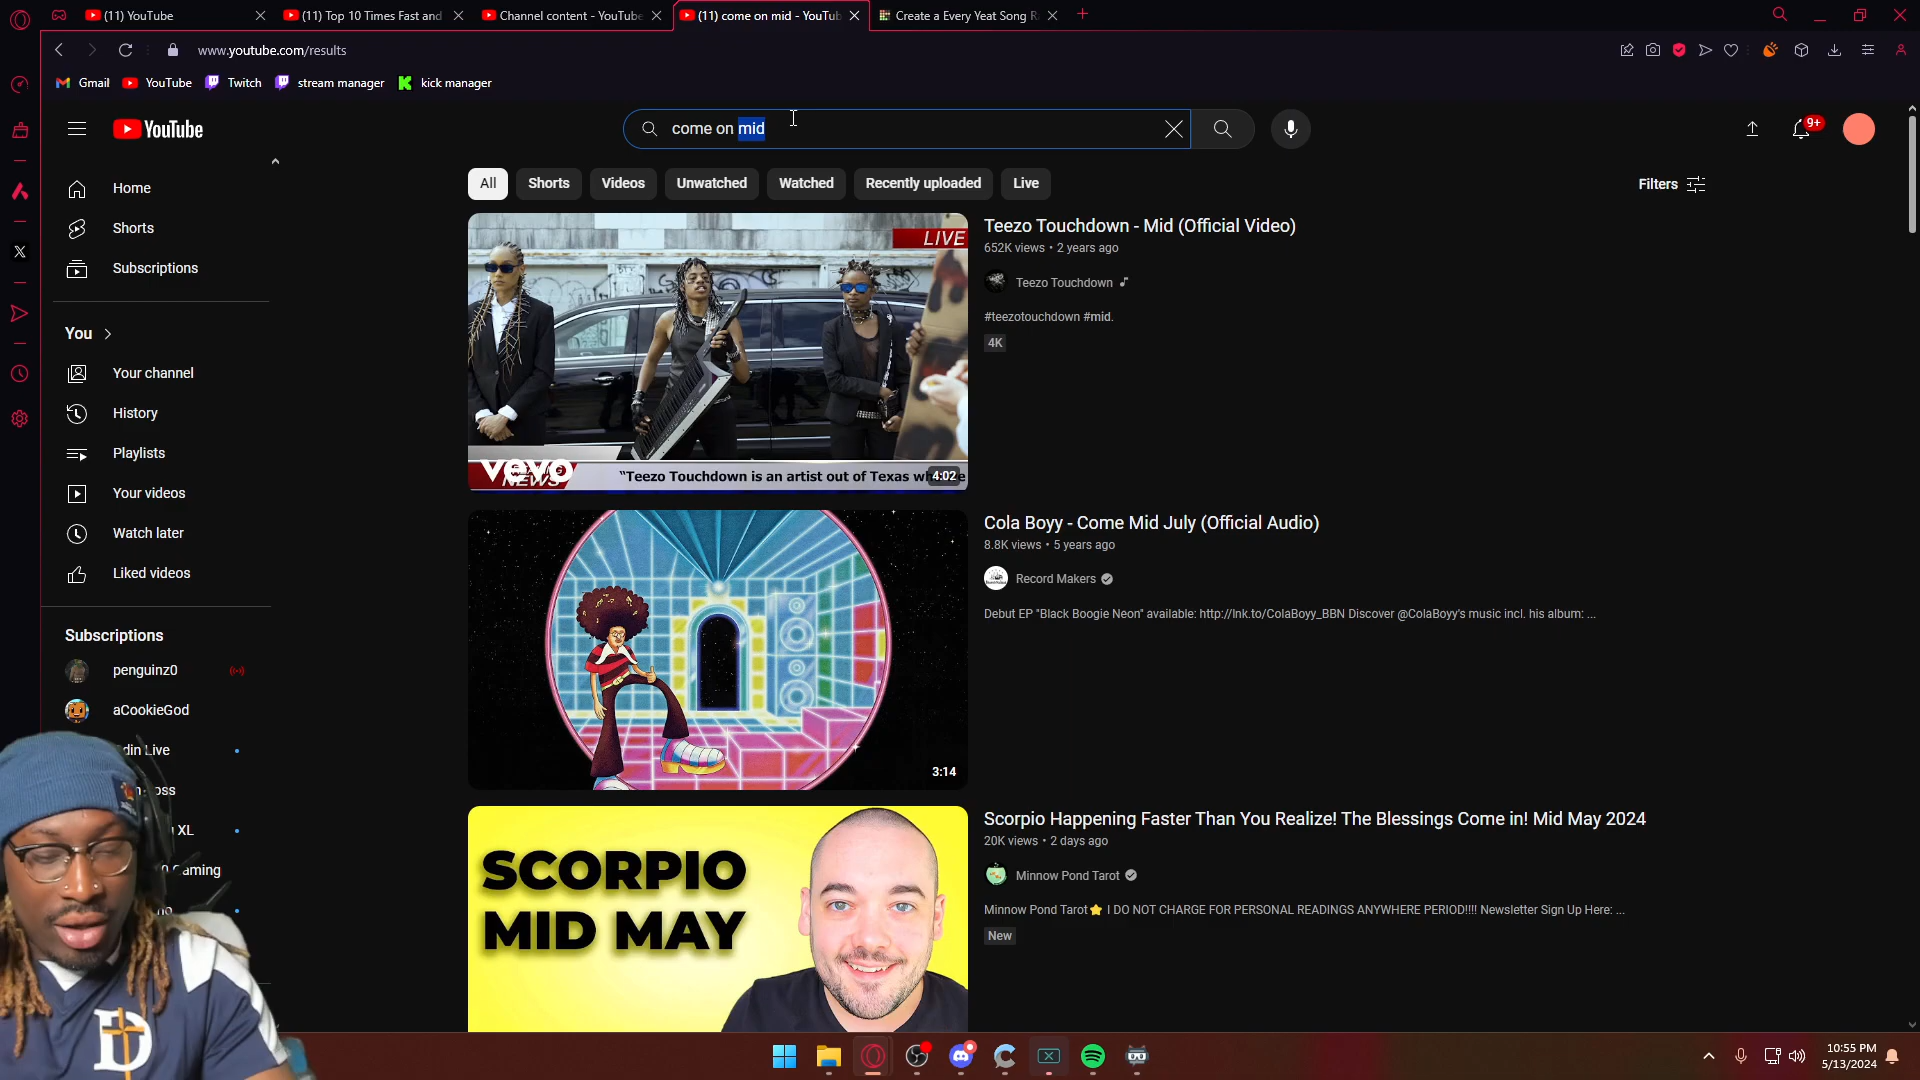 (11) YouTube
(11) Top 10 Times Fast and
Channel content - YouTube
(11) come on mid - YouTub
Create a Every Yeat Song R
www.youtube.com/results
Gmail
YouTube
Twitch
stream manager
kick manager
YouTube
come on mid
9+
Home
Shorts
Subscriptions
You
Your channel
History
Playlists
Your videos
Watch later
Liked videos
Subscriptions
penguinz0
aCookieGod
din Live
oss
XL
Gaming
All
Shorts
Videos
Unwatched
Watched
Recently uploaded
Live
Filters
LIVE
vevo
NEWS
"Teezo Touchdown is an artist out of Texas wh
4:02
Teezo Touchdown - Mid (Official Video)
652K views • 2 years ago
Teezo Touchdown
#teezotouchdown #mid.
4K
3:14
Cola Boyy - Come Mid July (Official Audio)
8.8K views • 5 years ago
Record Makers
Debut EP "Black Boogie Neon" available: http://lnk.to/ColaBoyy_BBN Discover @ColaBoyy's music incl. his album: ...
SCORPIO
MID MAY
Scorpio Happening Faster Than You Realize! The Blessings Come in! Mid May 2024
20K views • 2 days ago
Minnow Pond Tarot
Minnow Pond Tarot⭐ I DO NOT CHARGE FOR PERSONAL READINGS ANYWHERE PERIOD!!!! Newsletter Sign Up Here: ...
New
D
10:55 PM
5/13/2024